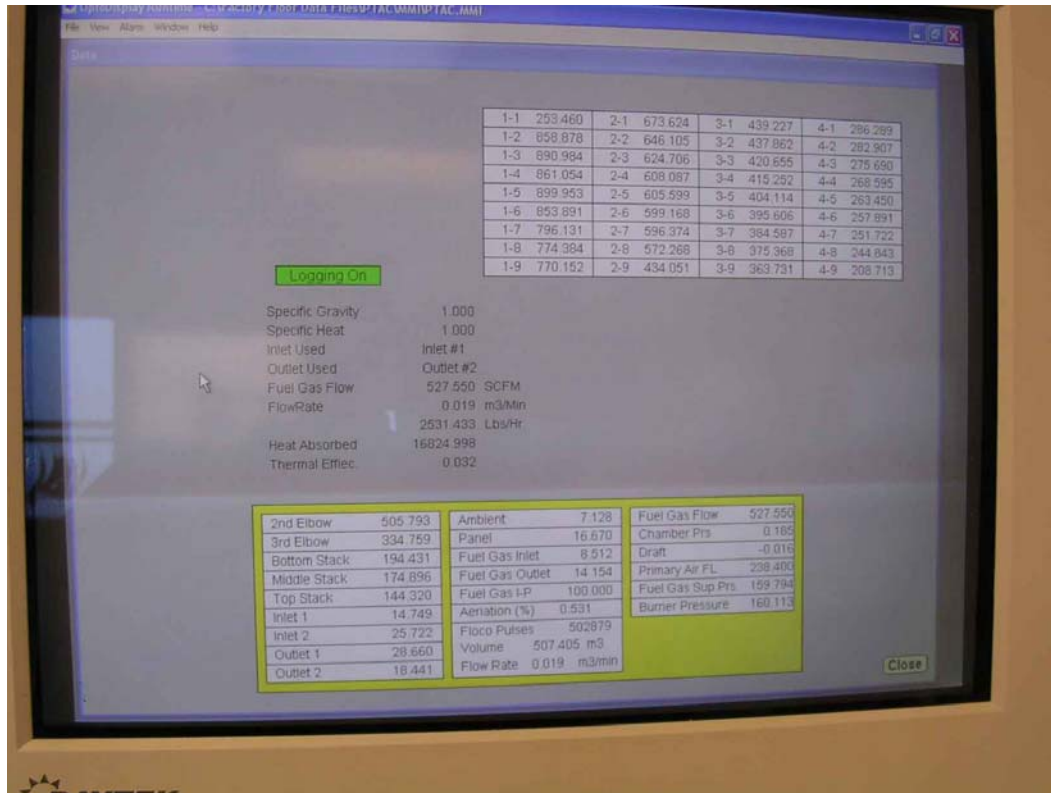 OptoDisplay Runtime - C:\Factory Floor Data Files\PTAC\MMI\PTAC.MMI
File View Alarm Window Help
Data
1-1 253.460 2-1 673.624 3-1 439.227 4-1 286.289
1-2 858.878 2-2 646.105 3-2 437.862 4-2 282.907
1-3 890.984 2-3 624.706 3-3 420.655 4-3 275.690
1-4 861.054 2-4 608.087 3-4 415.252 4-4 268.595
1-5 899.953 2-5 605.599 3-5 404.114 4-5 263.450
1-6 853.891 2-6 599.168 3-6 395.606 4-6 257.891
1-7 796.131 2-7 596.374 3-7 384.587 4-7 251.722
1-8 774.384 2-8 572.268 3-8 375.368 4-8 244.843
1-9 770.152 2-9 434.051 3-9 363.731 4-9 208.713
Logging On
Specific Gravity 1.000
Specific Heat 1.000
Inlet Used Inlet #1
Outlet Used Outlet #2
Fuel Gas Flow 527.550 SCFM
FlowRate 0.019 m3/Min
2531.433 Lbs/Hr
Heat Absorbed 16824.998
Thermal Effiec. 0.032
2nd Elbow 505.793 Ambient 7.128 Fuel Gas Flow 527.550
3rd Elbow 334.759 Panel 16.670 Chamber Prs 0.165
Bottom Stack 194.431 Fuel Gas Inlet 8.512 Draft -0.016
Middle Stack 174.896 Fuel Gas Outlet 14.154 Primary Air FL 238.400
Top Stack 144.320 Fuel Gas I-P 100.000 Fuel Gas Sup Prs 159.794
Inlet 1 14.749 Aeriation (%) 0.531 Burner Pressure 160.113
Inlet 2 25.722 Floco Pulses 502879
Outlet 1 28.660 Volume 507.405 m3
Outlet 2 18.441 Flow Rate 0.019 m3/min
Close